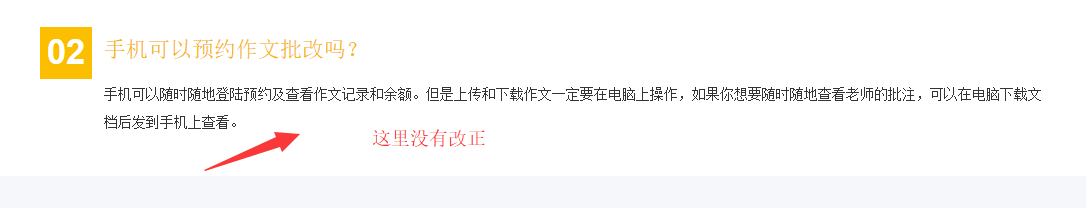 02 手机可以预约作文批改吗？
手机可以随时随地登陆预约及查看作文记录和余额。但是上传和下载作文一定要在电脑上操作，如果你想要随时随地查看老师的批注，可以在电脑下载文
档后发到手机上查看。
这里没有改正